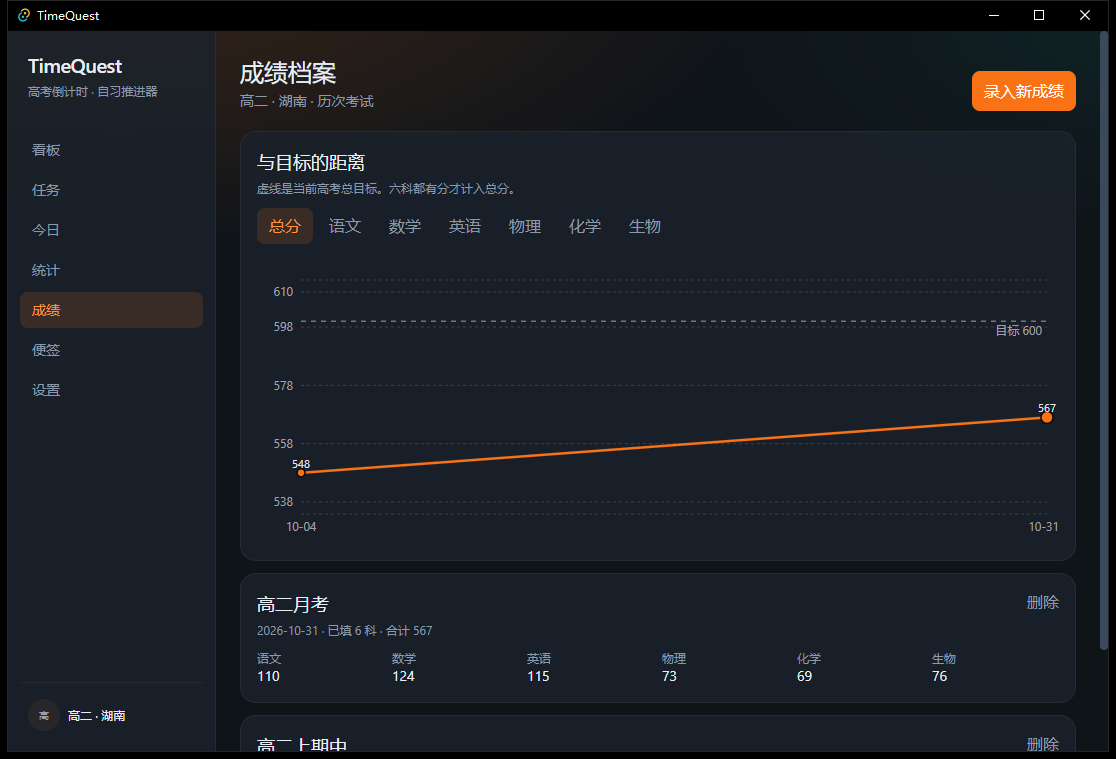 TimeQuest
TimeQuest
高考倒计时 · 自习推进器
看板
任务
今日
统计
成绩
便签
设置
高
高二 · 湖南
成绩档案
高二 · 湖南 · 历次考试
录入新成绩
与目标的距离
虚线是当前高考总目标。六科都有分才计入总分。
总分 语文 数学 英语 物理 化学 生物
610
598
目标 600
578
567
558
548
538
10-04 10-31
高二月考 删除
2026-10-31 · 已填 6 科 · 合计 567
语文 数学 英语 物理 化学 生物
110 124 115 73 69 76
高二上期中 删除